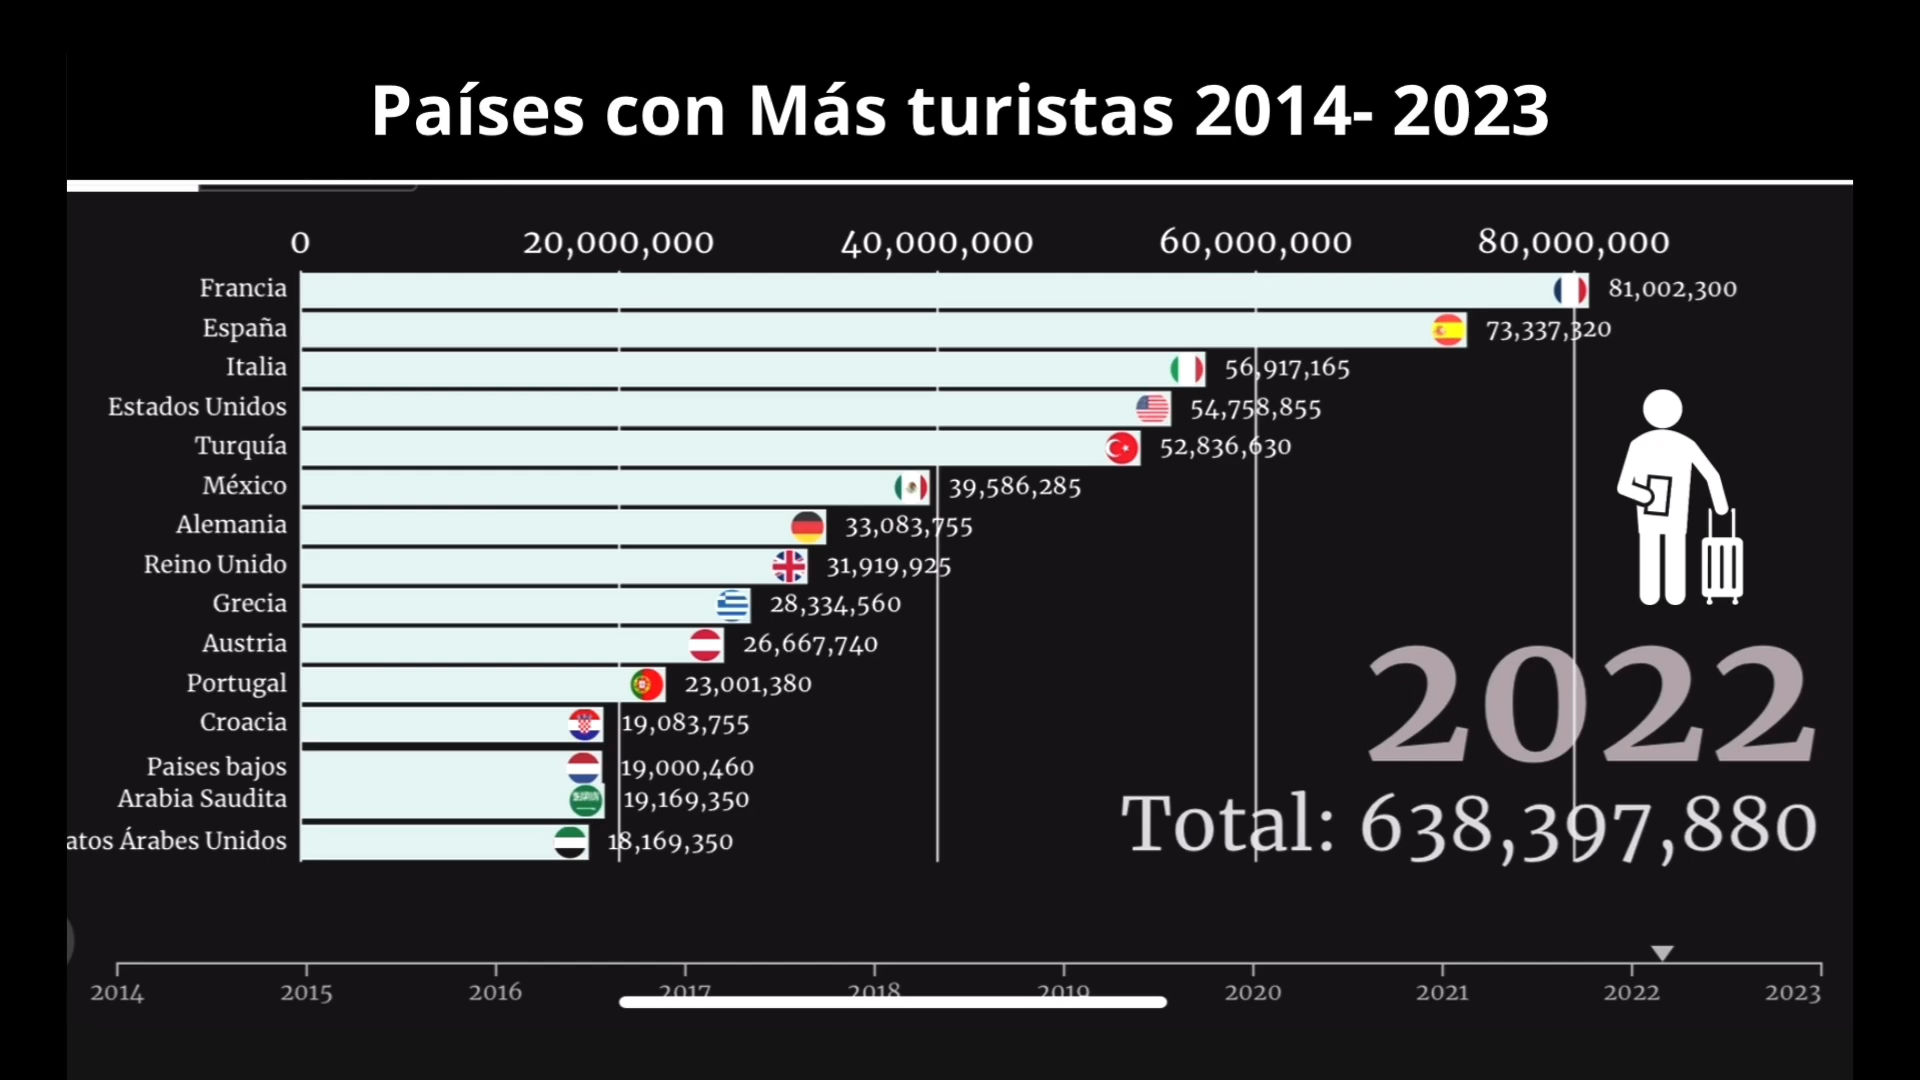 Países con Más turistas 2014- 2023
0 20,000,000 40,000,000 60,000,000 80,000,000
Francia 81,002,300
España 73,337,320
Italia 56,917,165
Estados Unidos 54,758,855
Turquía 52,836,630
México 39,586,285
Alemania 33,083,755
Reino Unido 31,919,925
Grecia 28,334,560
Austria 26,667,740
Portugal 23,001,380
Croacia 19,083,755
Paises bajos 19,000,460
Arabia Saudita 19,169,350
atos Árabes Unidos 18,169,350
2022
Total: 638,397,880
2014 2015 2016 2017 2018 2019 2020 2021 2022 2023